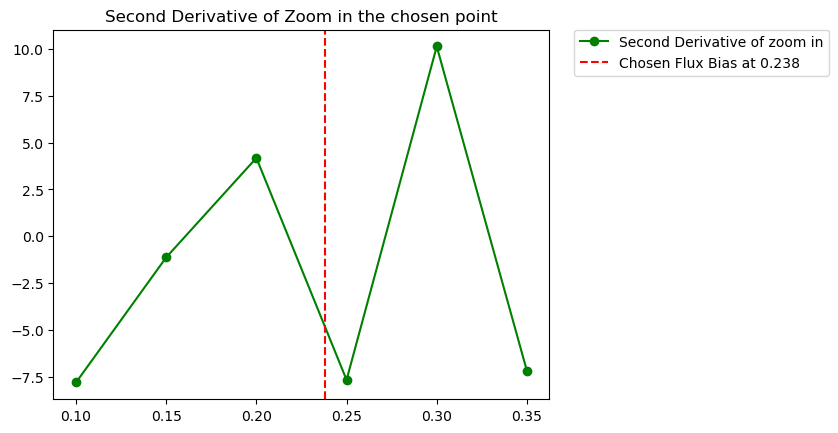 Second Derivative of Zoom in the chosen point
Second Derivative of zoom in
Chosen Flux Bias at 0.238
10.0
7.5
5.0
2.5
0.0
−2.5
−5.0
−7.5
0.10 0.15 0.20 0.25 0.30 0.35